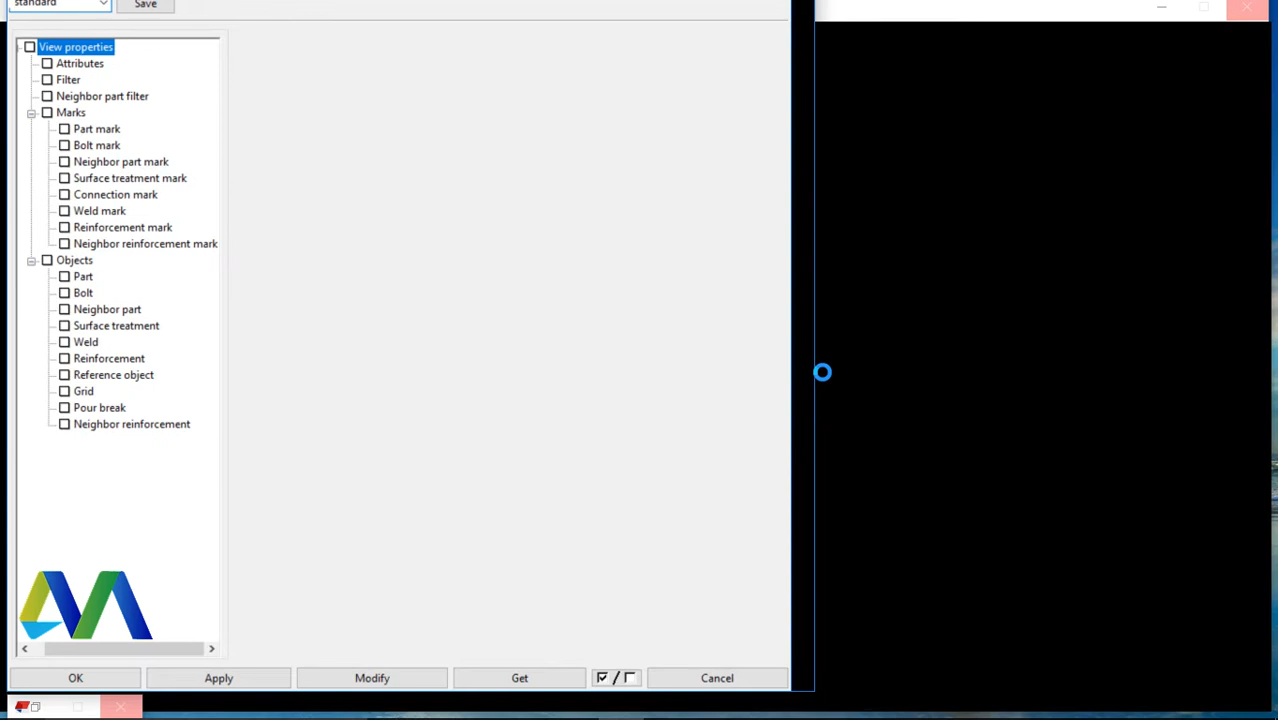 standard
Save
View properties
Attributes
Filter
Neighbor part filter
Marks
Part mark
Bolt mark
Neighbor part mark
Surface treatment mark
Connection mark
Weld mark
Reinforcement mark
Neighbor reinforcement mark
Objects
Part
Bolt
Neighbor part
Surface treatment
Weld
Reinforcement
Reference object
Grid
Pour break
Neighbor reinforcement
OK Apply Modify Get / Cancel